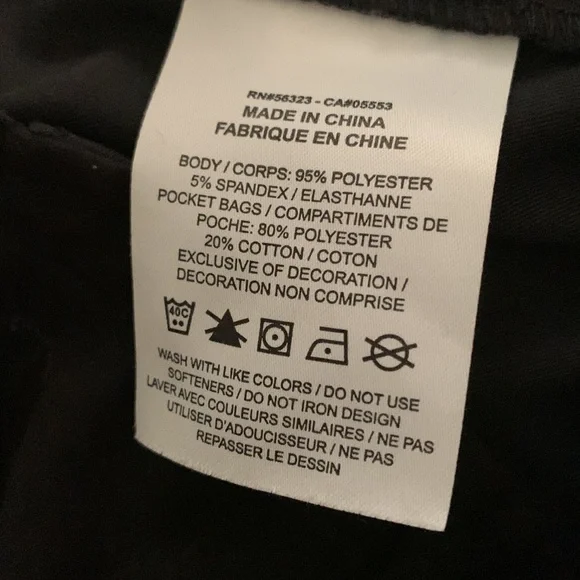 RN#56323 - CA#05553
MADE IN CHINA
FABRIQUE EN CHINE
BODY / CORPS: 95% POLYESTER
5% SPANDEX / ELASTHANNE
POCKET BAGS / COMPARTIMENTS DE
POCHE: 80% POLYESTER
20% COTTON / COTON
EXCLUSIVE OF DECORATION /
DECORATION NON COMPRISE
40C
WASH WITH LIKE COLORS / DO NOT USE
SOFTENERS / DO NOT IRON DESIGN
LAVER AVEC COULEURS SIMILAIRES / NE PAS
UTILISER D'ADOUCISSEUR / NE PAS
REPASSER LE DESSIN